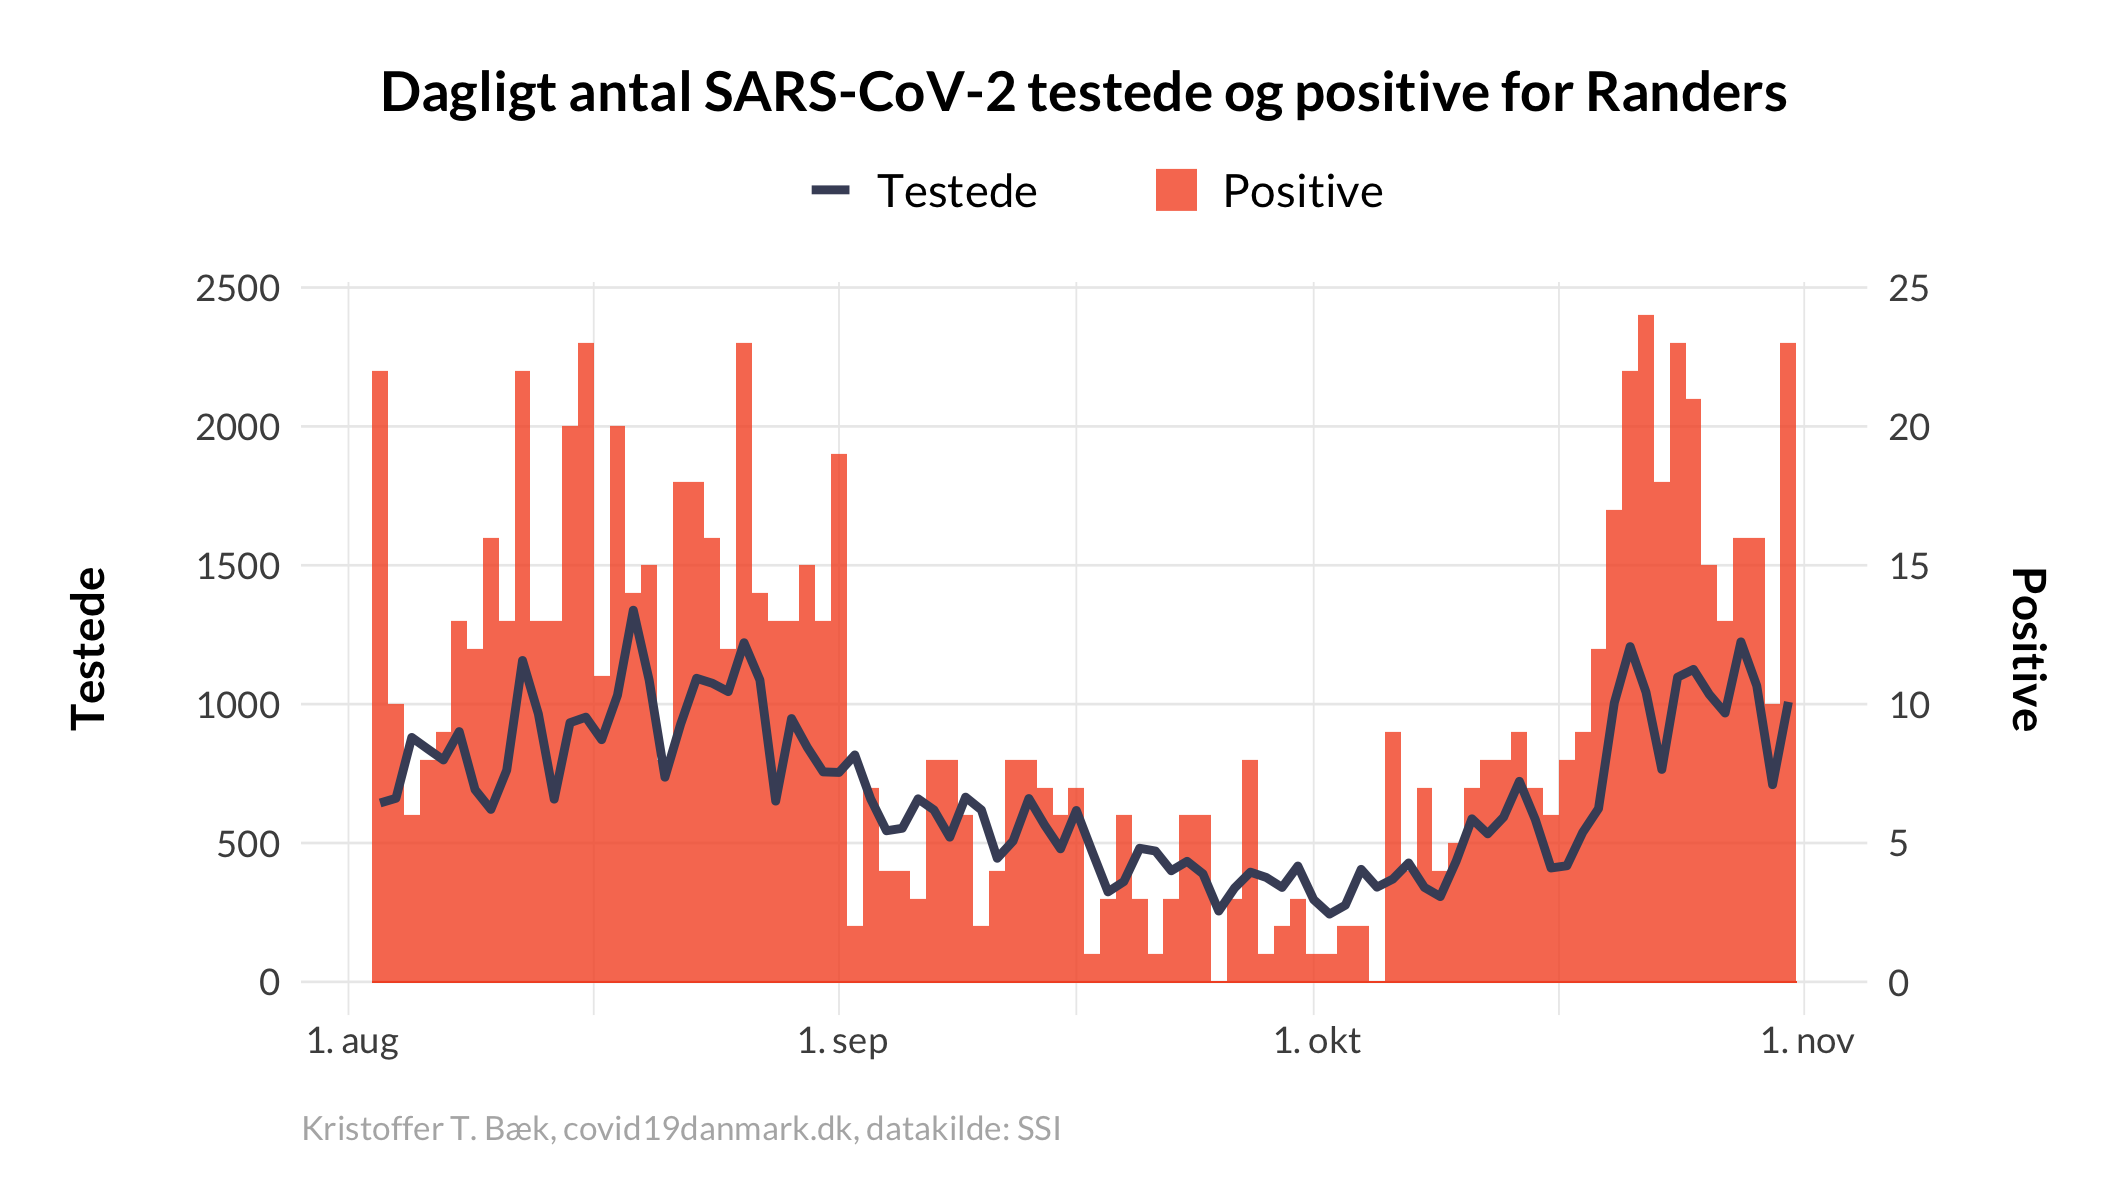 Dagligt antal SARS-CoV-2 testede og positive for Randers
Testede Positive
2500 25
2000 20
1500 15
1000 10
500 5
0 0
Testede
Positive
1. aug 1. sep 1. okt 1. nov
Kristoffer T. Bæk, covid19danmark.dk, datakilde: SSI